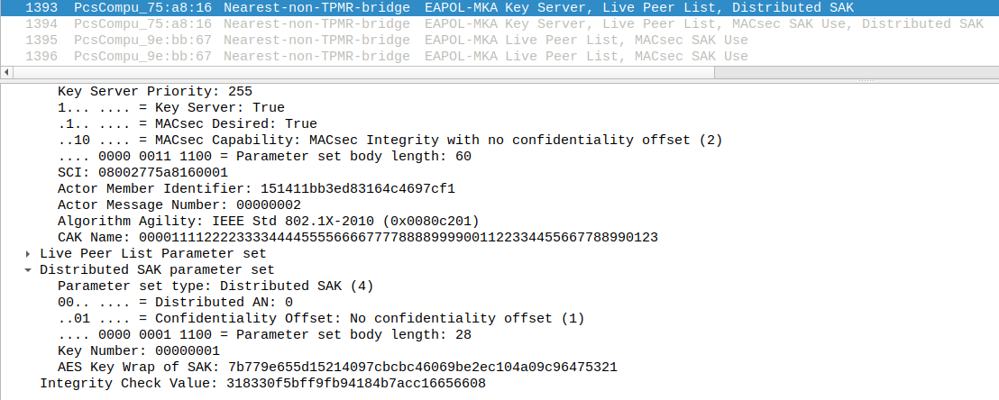 1393 PcsCompu_75:a8:16 Nearest-non-TPMR-bridge EAPOL-MKA Key Server, Live Peer List, Distributed SAK
1394 PcsCompu_75:a8:16 Nearest-non-TPMR-bridge EAPOL-MKA Key Server, Live Peer List, MACsec SAK Use, Distributed SAK
1395 PcsCompu_9e:bb:67 Nearest-non-TPMR-bridge EAPOL-MKA Live Peer List, MACsec SAK Use
1396 PcsCompu_9e:bb:67 Nearest-non-TPMR-bridge EAPOL-MKA Live Peer List, MACsec SAK Use
Key Server Priority: 255
1... .... = Key Server: True
.1.. .... = MACsec Desired: True
..10 .... = MACsec Capability: MACsec Integrity with no confidentiality offset (2)
.... 0000 0011 1100 = Parameter set body length: 60
SCI: 08002775a8160001
Actor Member Identifier: 151411bb3ed83164c4697cf1
Actor Message Number: 00000002
Algorithm Agility: IEEE Std 802.1X-2010 (0x0080c201)
CAK Name: 0000111122223333444455556666777788889999001122334455667788990123
Live Peer List Parameter set
Distributed SAK parameter set
Parameter set type: Distributed SAK (4)
00.. .... = Distributed AN: 0
..01 .... = Confidentiality Offset: No confidentiality offset (1)
.... 0000 0001 1100 = Parameter set body length: 28
Key Number: 00000001
AES Key Wrap of SAK: 7b779e655d15214097cbcbc46069be2ec104a09c96475321
Integrity Check Value: 318330f5bff9fb94184b7acc16656608